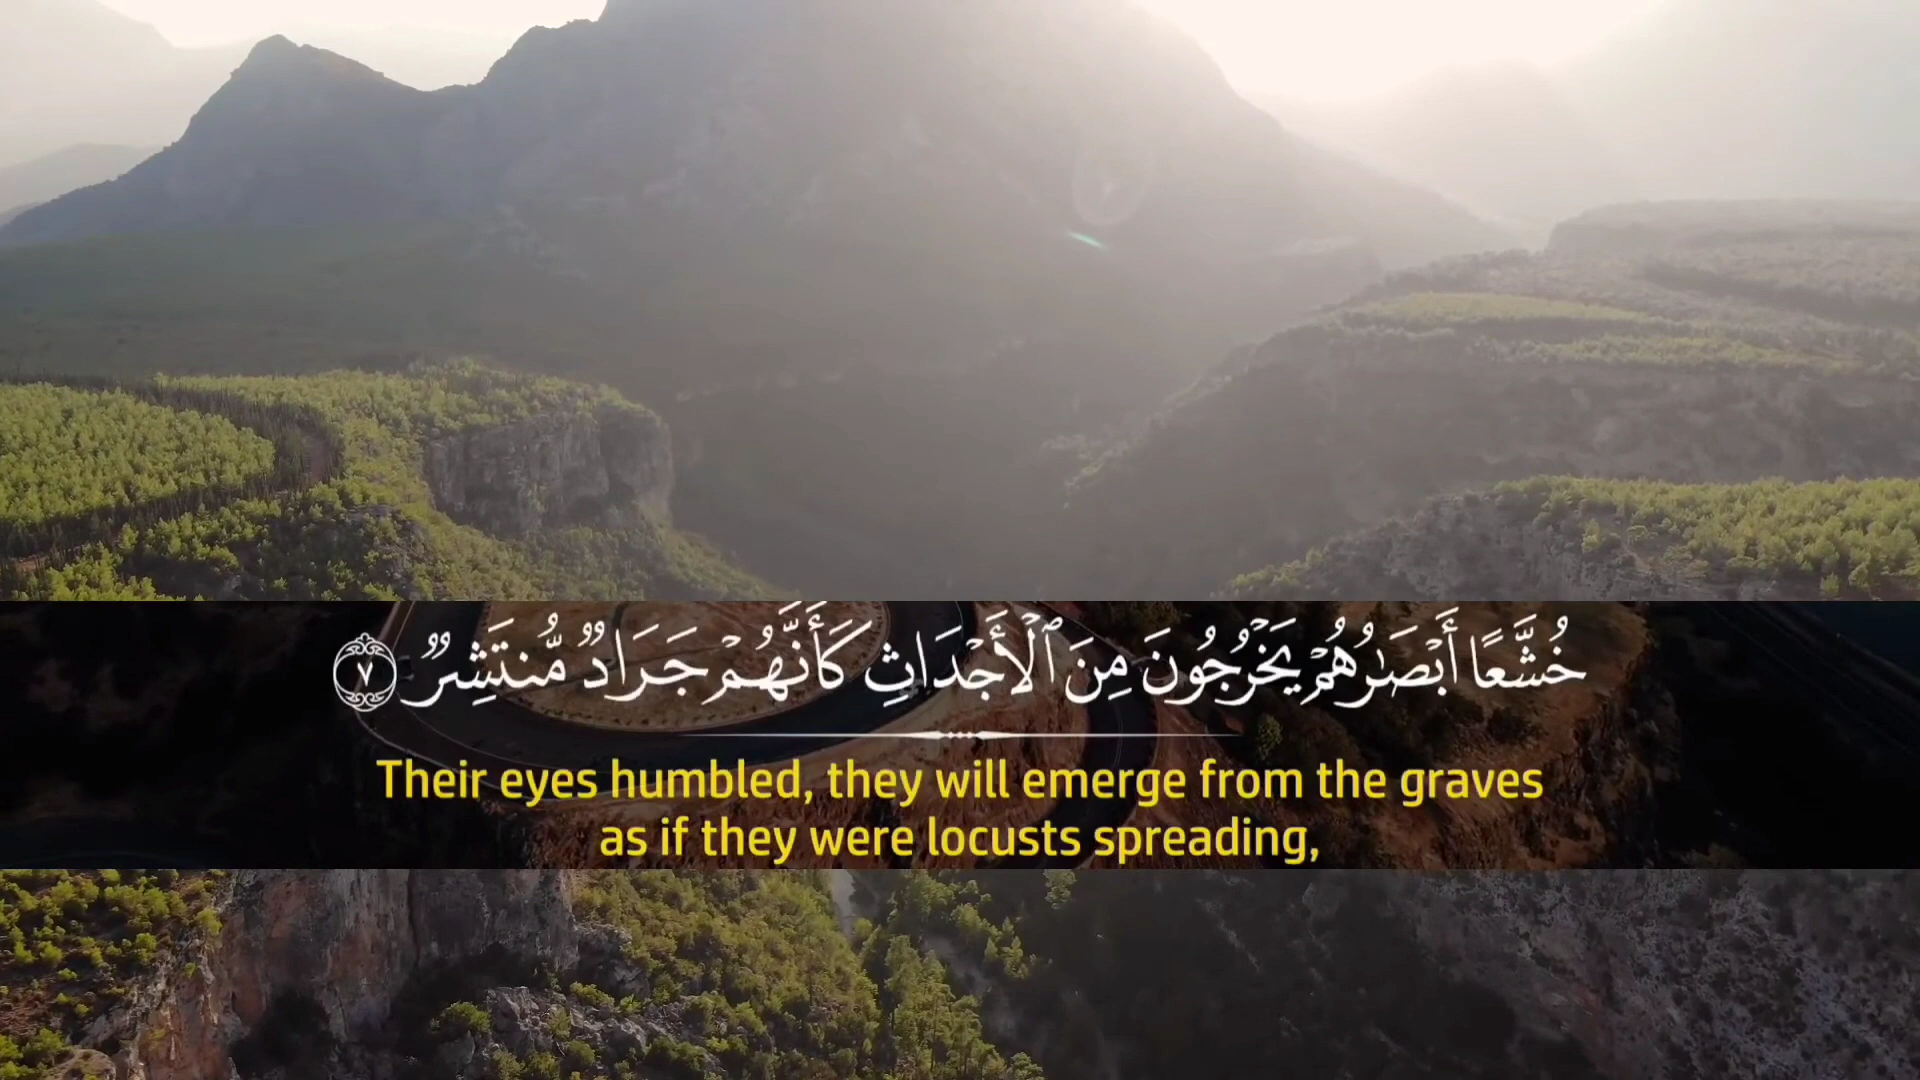 خُشَّعًا أَبْصَـٰرُهُمْ يَخْرُجُونَ مِنَ ٱلْأَجْدَاثِ كَأَنَّهُمْ جَرَادٌ مُّنتَشِرٌ ٧
Their eyes humbled, they will emerge from the graves
as if they were locusts spreading,